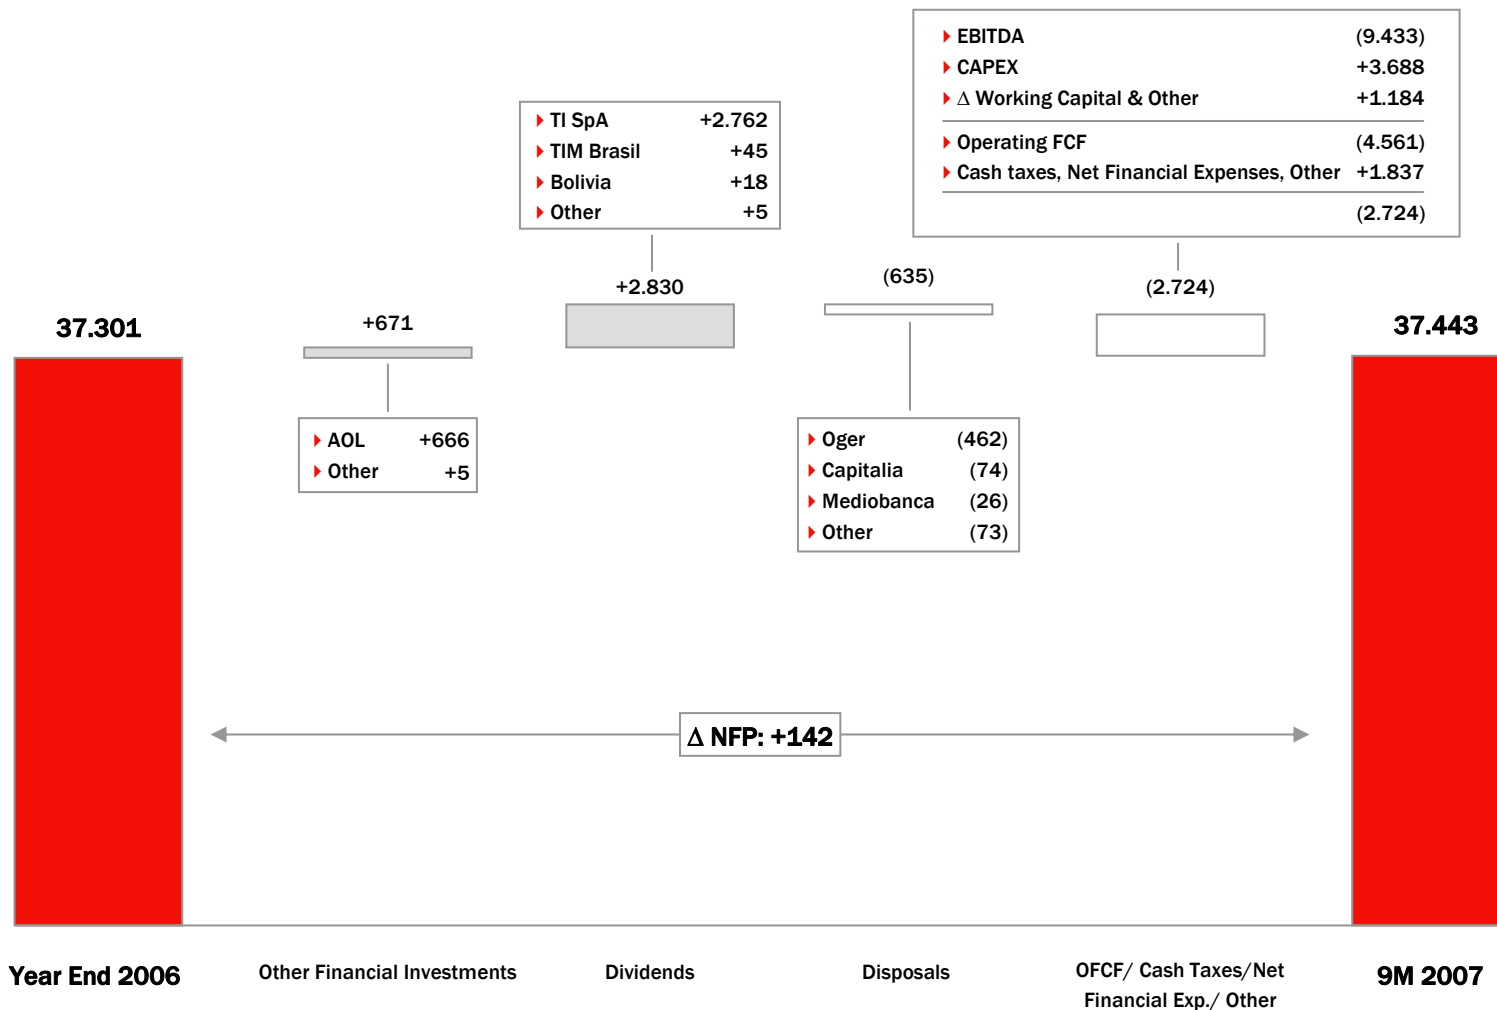 EBITDA (9.433)
CAPEX +3.688
Δ Working Capital & Other +1.184
Operating FCF (4.561)
Cash taxes, Net Financial Expenses, Other +1.837
(2.724)
TI SpA +2.762
TIM Brasil +45
Bolivia +18
Other +5
37.301
+671
+2.830
(635)
(2.724)
37.443
AOL +666
Other +5
Oger (462)
Capitalia (74)
Mediobanca (26)
Other (73)
Δ NFP: +142
Year End 2006
Other Financial Investments
Dividends
Disposals
OFCF/ Cash Taxes/Net
Financial Exp./ Other
9M 2007